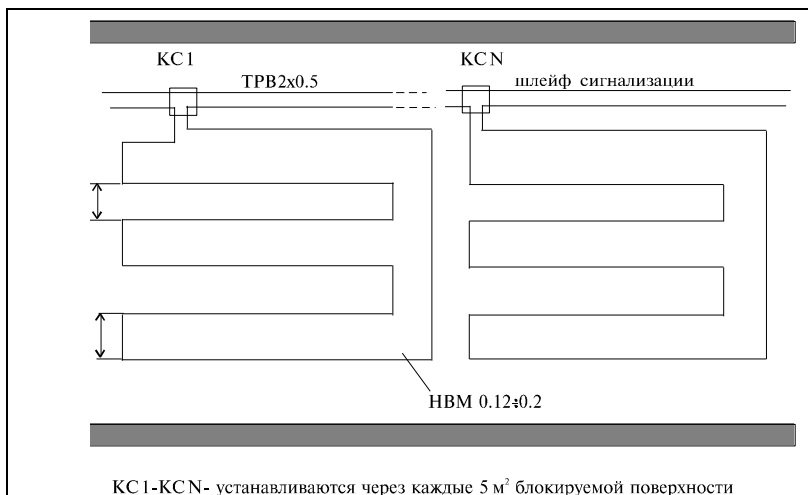 КС1
КСN
ТРВ2х0.5
шлейф сигнализации
НВМ 0.12÷0.2
КС1-КСN- устанавливаются через каждые 5 м² блокируемой поверхности